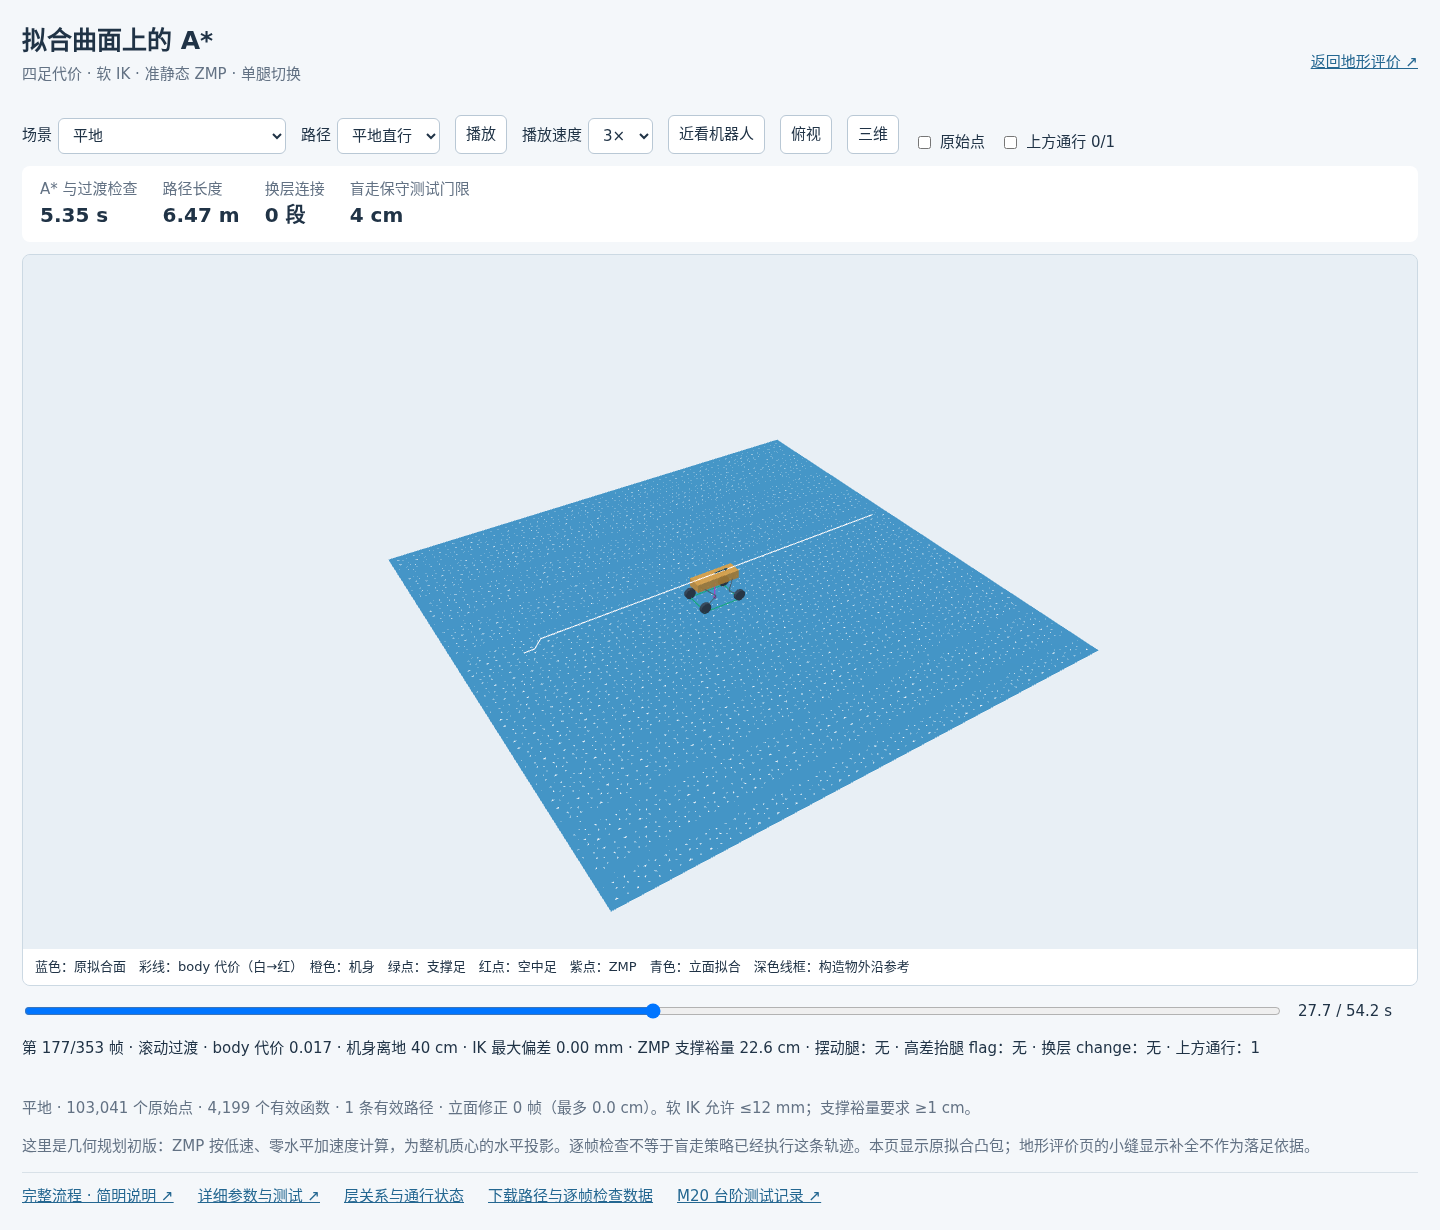 拟合曲面上的 A*
四足代价 · 软 IK · 准静态 ZMP · 单腿切换
返回地形评价 ↗
场景 平地 路径 平地直行 播放 播放速度 3× 近看机器人 俯视 三维 原始点 上方通行 0/1
A* 与过渡检查 路径长度 换层连接 盲走保守测试门限
5.35 s 6.47 m 0 段 4 cm
蓝色：原拟合面 彩线：body 代价（白→红） 橙色：机身 绿点：支撑足 红点：空中足 紫点：ZMP 青色：立面拟合 深色线框：构造物外沿参考
27.7 / 54.2 s
第 177/353 帧 · 滚动过渡 · body 代价 0.017 · 机身离地 40 cm · IK 最大偏差 0.00 mm · ZMP 支撑裕量 22.6 cm · 摆动腿：无 · 高差抬腿 flag：无 · 换层 change：无 · 上方通行：1
平地 · 103,041 个原始点 · 4,199 个有效函数 · 1 条有效路径 · 立面修正 0 帧（最多 0.0 cm）。软 IK 允许 ≤12 mm；支撑裕量要求 ≥1 cm。
这里是几何规划初版：ZMP 按低速、零水平加速度计算，为整机质心的水平投影。逐帧检查不等于盲走策略已经执行这条轨迹。本页显示原拟合凸包；地形评价页的小缝显示补全不作为落足依据。
完整流程 · 简明说明 ↗ 详细参数与测试 ↗ 层关系与通行状态 下载路径与逐帧检查数据 M20 台阶测试记录 ↗